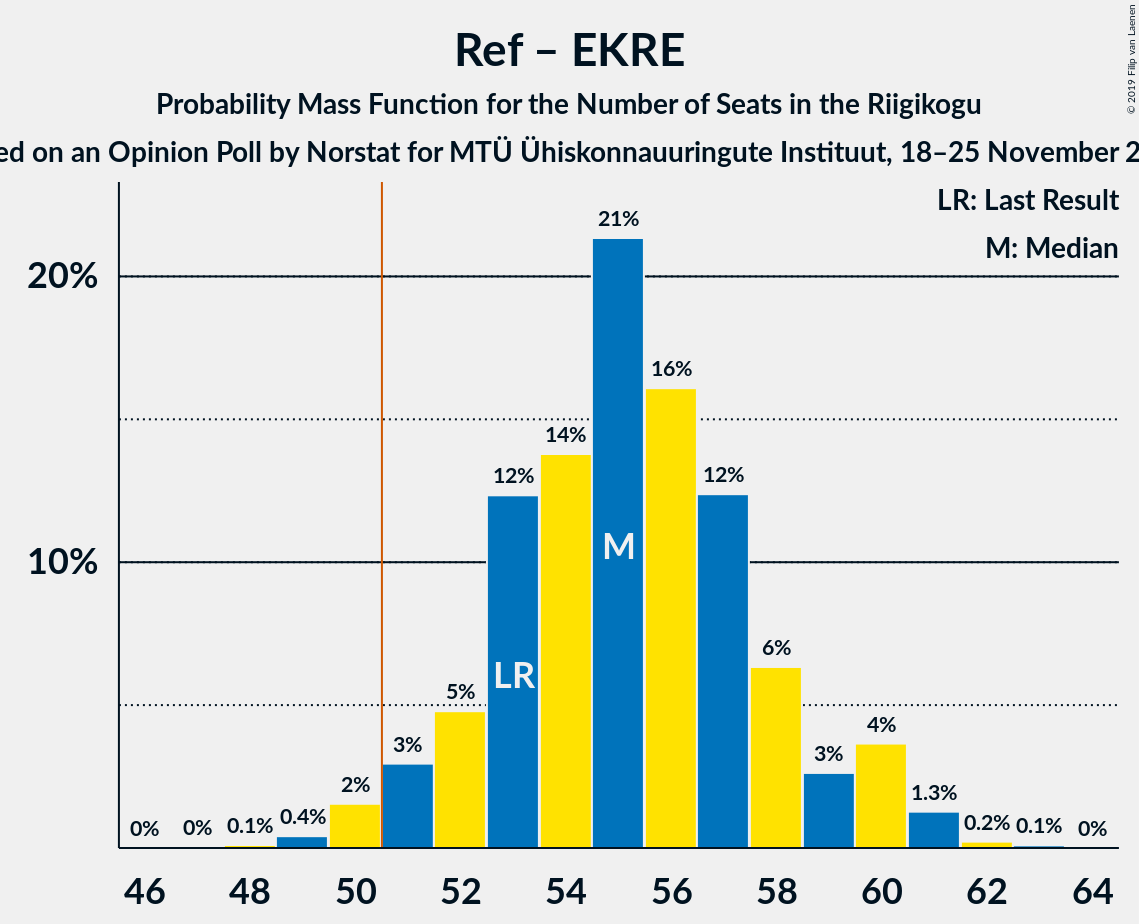 Ref – EKRE
Probability Mass Function for the Number of Seats in the Riigikogu
ed on an Opinion Poll by Norstat for MTÜ Ühiskonnauuringute Instituut, 18–25 November 2
© 2019 Filip van Laenen
LR: Last Result
M: Median
20%
10%
0%
0%
0.1%
0.4%
2%
3%
5%
12%
14%
21%
16%
12%
6%
3%
4%
1.3%
0.2%
0.1%
0%
LR
M
46 48 50 52 54 56 58 60 62 64